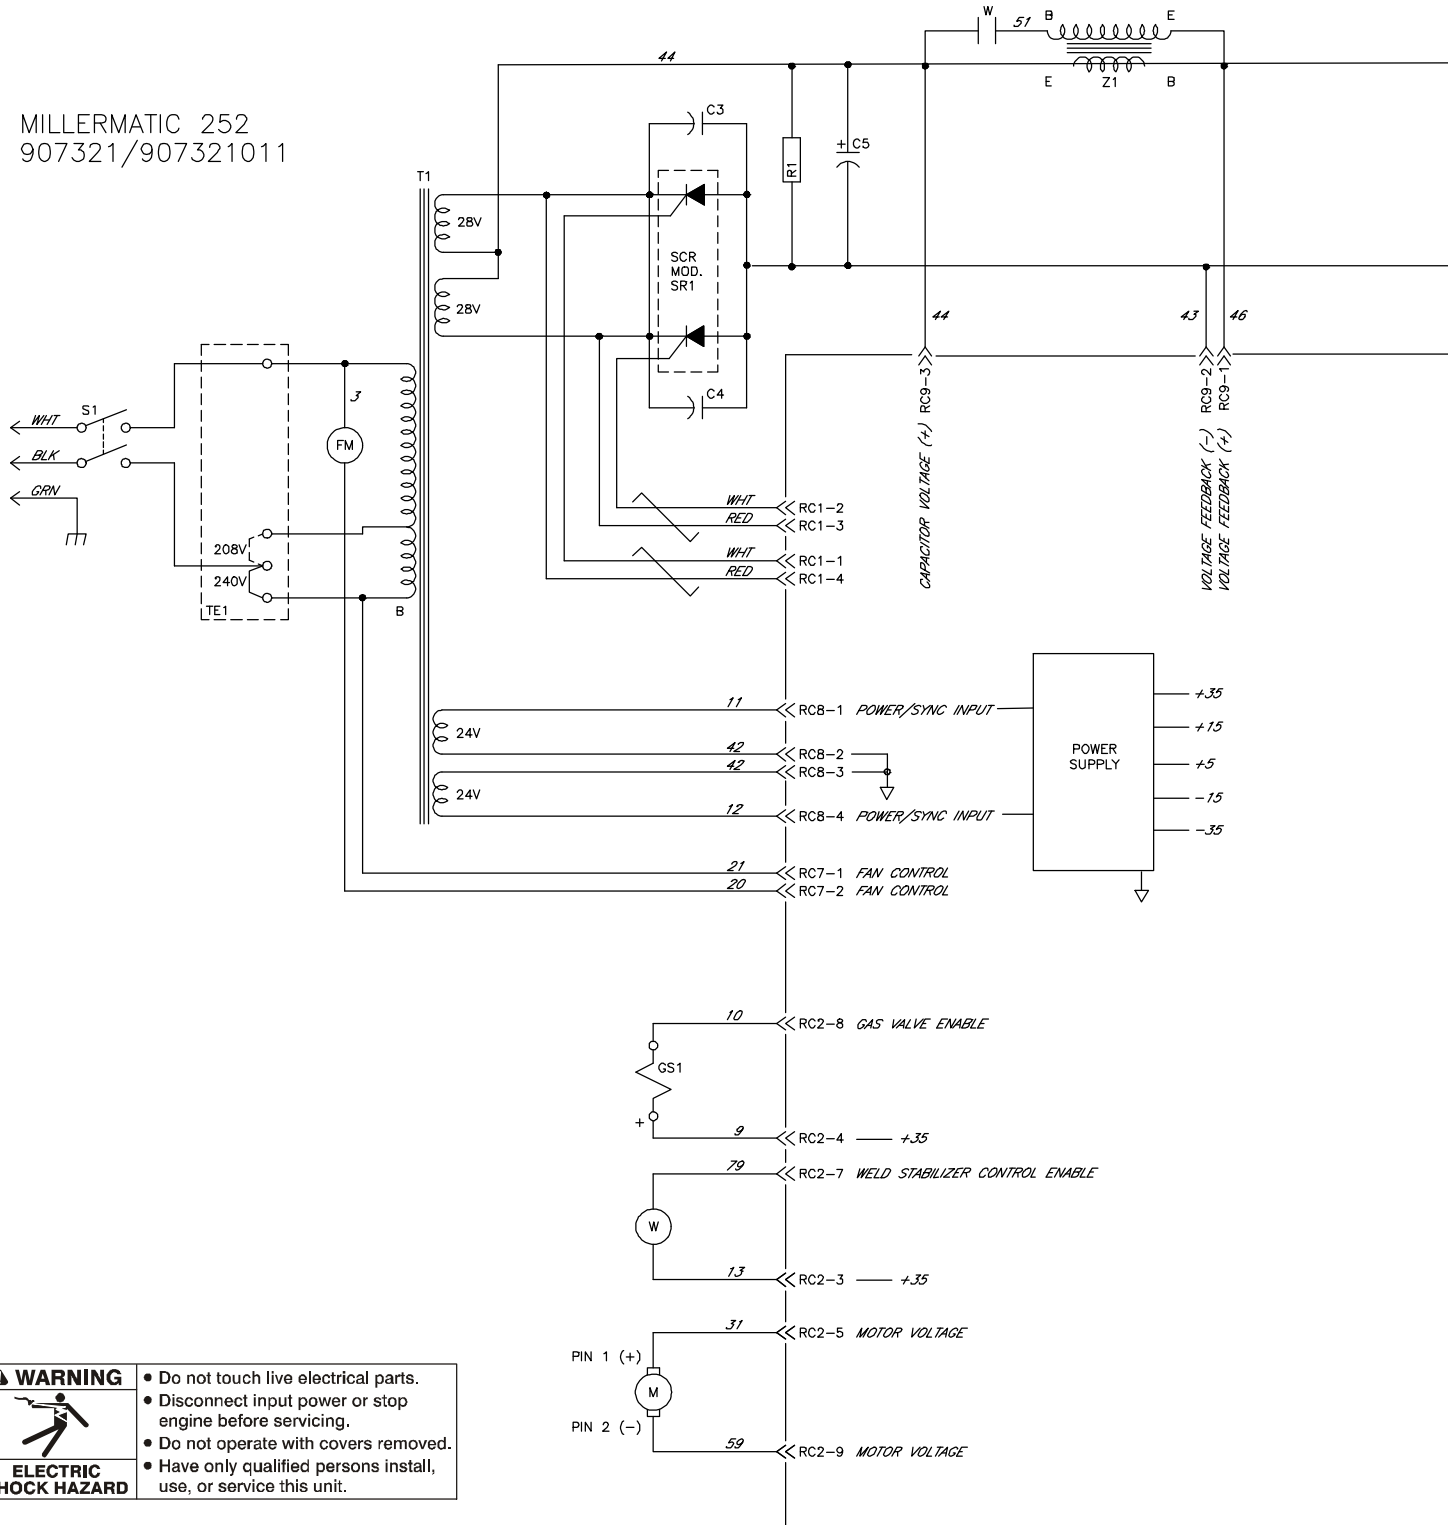 MILLERMATIC 252
907321/907321011
W
51
B
E
44
E
Z1
B
C3
R1
+
C5
T1
28V
28V
SCR
MOD.
SR1
C4
44
43
46
RC9-3
CAPACITOR VOLTAGE (+)
RC9-2
VOLTAGE FEEDBACK (-)
RC9-1
VOLTAGE FEEDBACK (+)
WHT
S1
BLK
GRN
3
FM
208V
240V
TE1
B
WHT
RC1-2
RED
RC1-3
WHT
RC1-1
RED
RC1-4
11
RC8-1 POWER/SYNC INPUT
24V
42
RC8-2
42
RC8-3
24V
12
RC8-4 POWER/SYNC INPUT
POWER
SUPPLY
+35
+15
+5
-15
-35
21
RC7-1 FAN CONTROL
20
RC7-2 FAN CONTROL
10
RC2-8 GAS VALVE ENABLE
GS1
+
9
RC2-4 +35
79
RC2-7 WELD STABILIZER CONTROL ENABLE
W
13
RC2-3 +35
31
RC2-5 MOTOR VOLTAGE
PIN 1 (+)
M
PIN 2 (-)
59
RC2-9 MOTOR VOLTAGE
WARNING
ELECTRIC
HOCK HAZARD
• Do not touch live electrical parts.
• Disconnect input power or stop
engine before servicing.
• Do not operate with covers removed.
• Have only qualified persons install,
use, or service this unit.